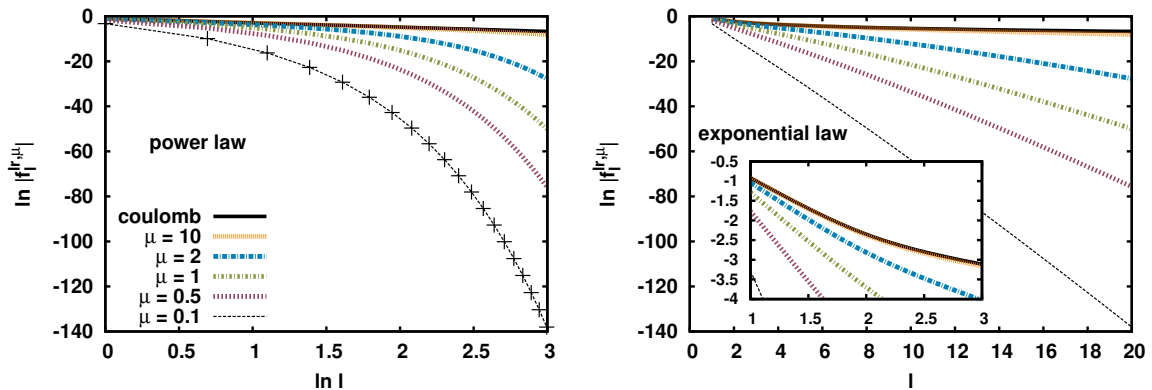 0
-20
-40
-60
-80
-100
-120
-140
ln |f_l^{lr,μ}|
power law
coulomb
μ = 10
μ = 2
μ = 1
μ = 0.5
μ = 0.1
0 0.5 1 1.5 2 2.5 3
ln l
0
-20
-40
-60
-80
-100
-120
-140
ln |f_l^{lr,μ}|
exponential law
-0.5
-1
-1.5
-2
-2.5
-3
-3.5
-4
1 1.5 2 2.5 3
0 2 4 6 8 10 12 14 16 18 20
l